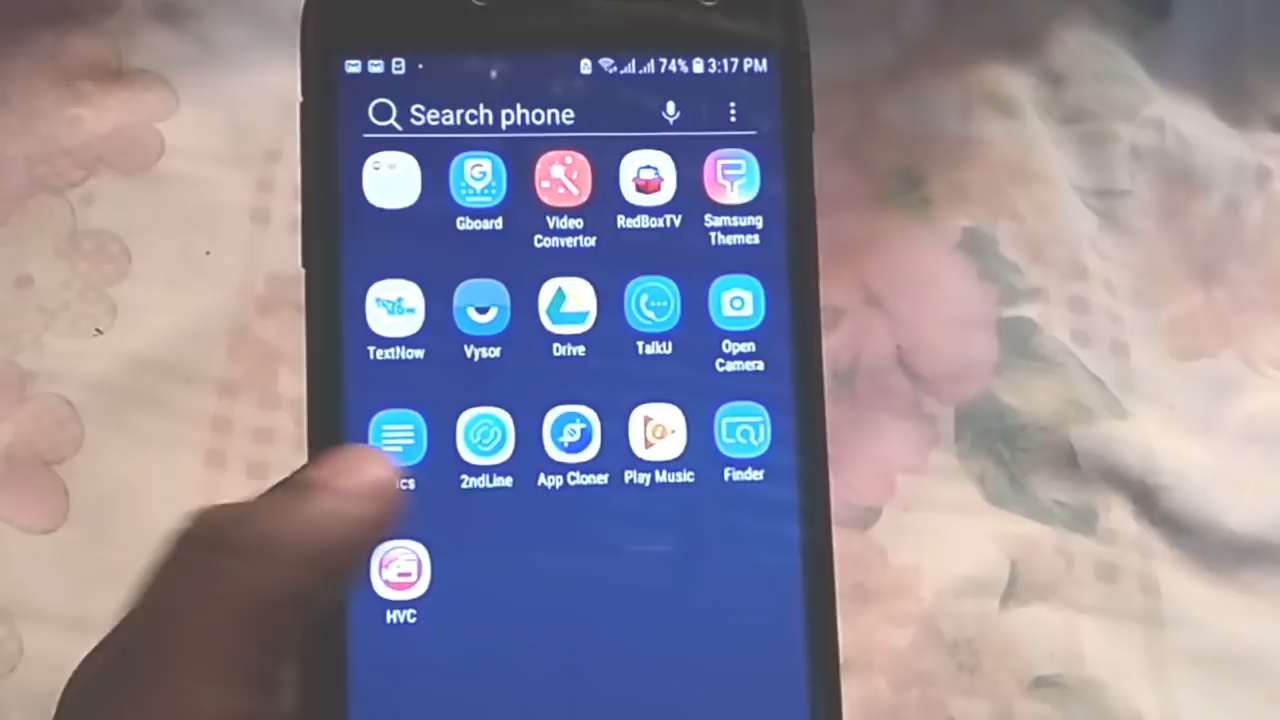 74% 3:17 PM
Search phone
Gboard
Video
Convertor
RedBoxTV
Samsung
Themes
TextNow
Vysor
Drive
TalkU
Open
Camera
2ndLine
App Cloner
Play Music
Finder
HVC